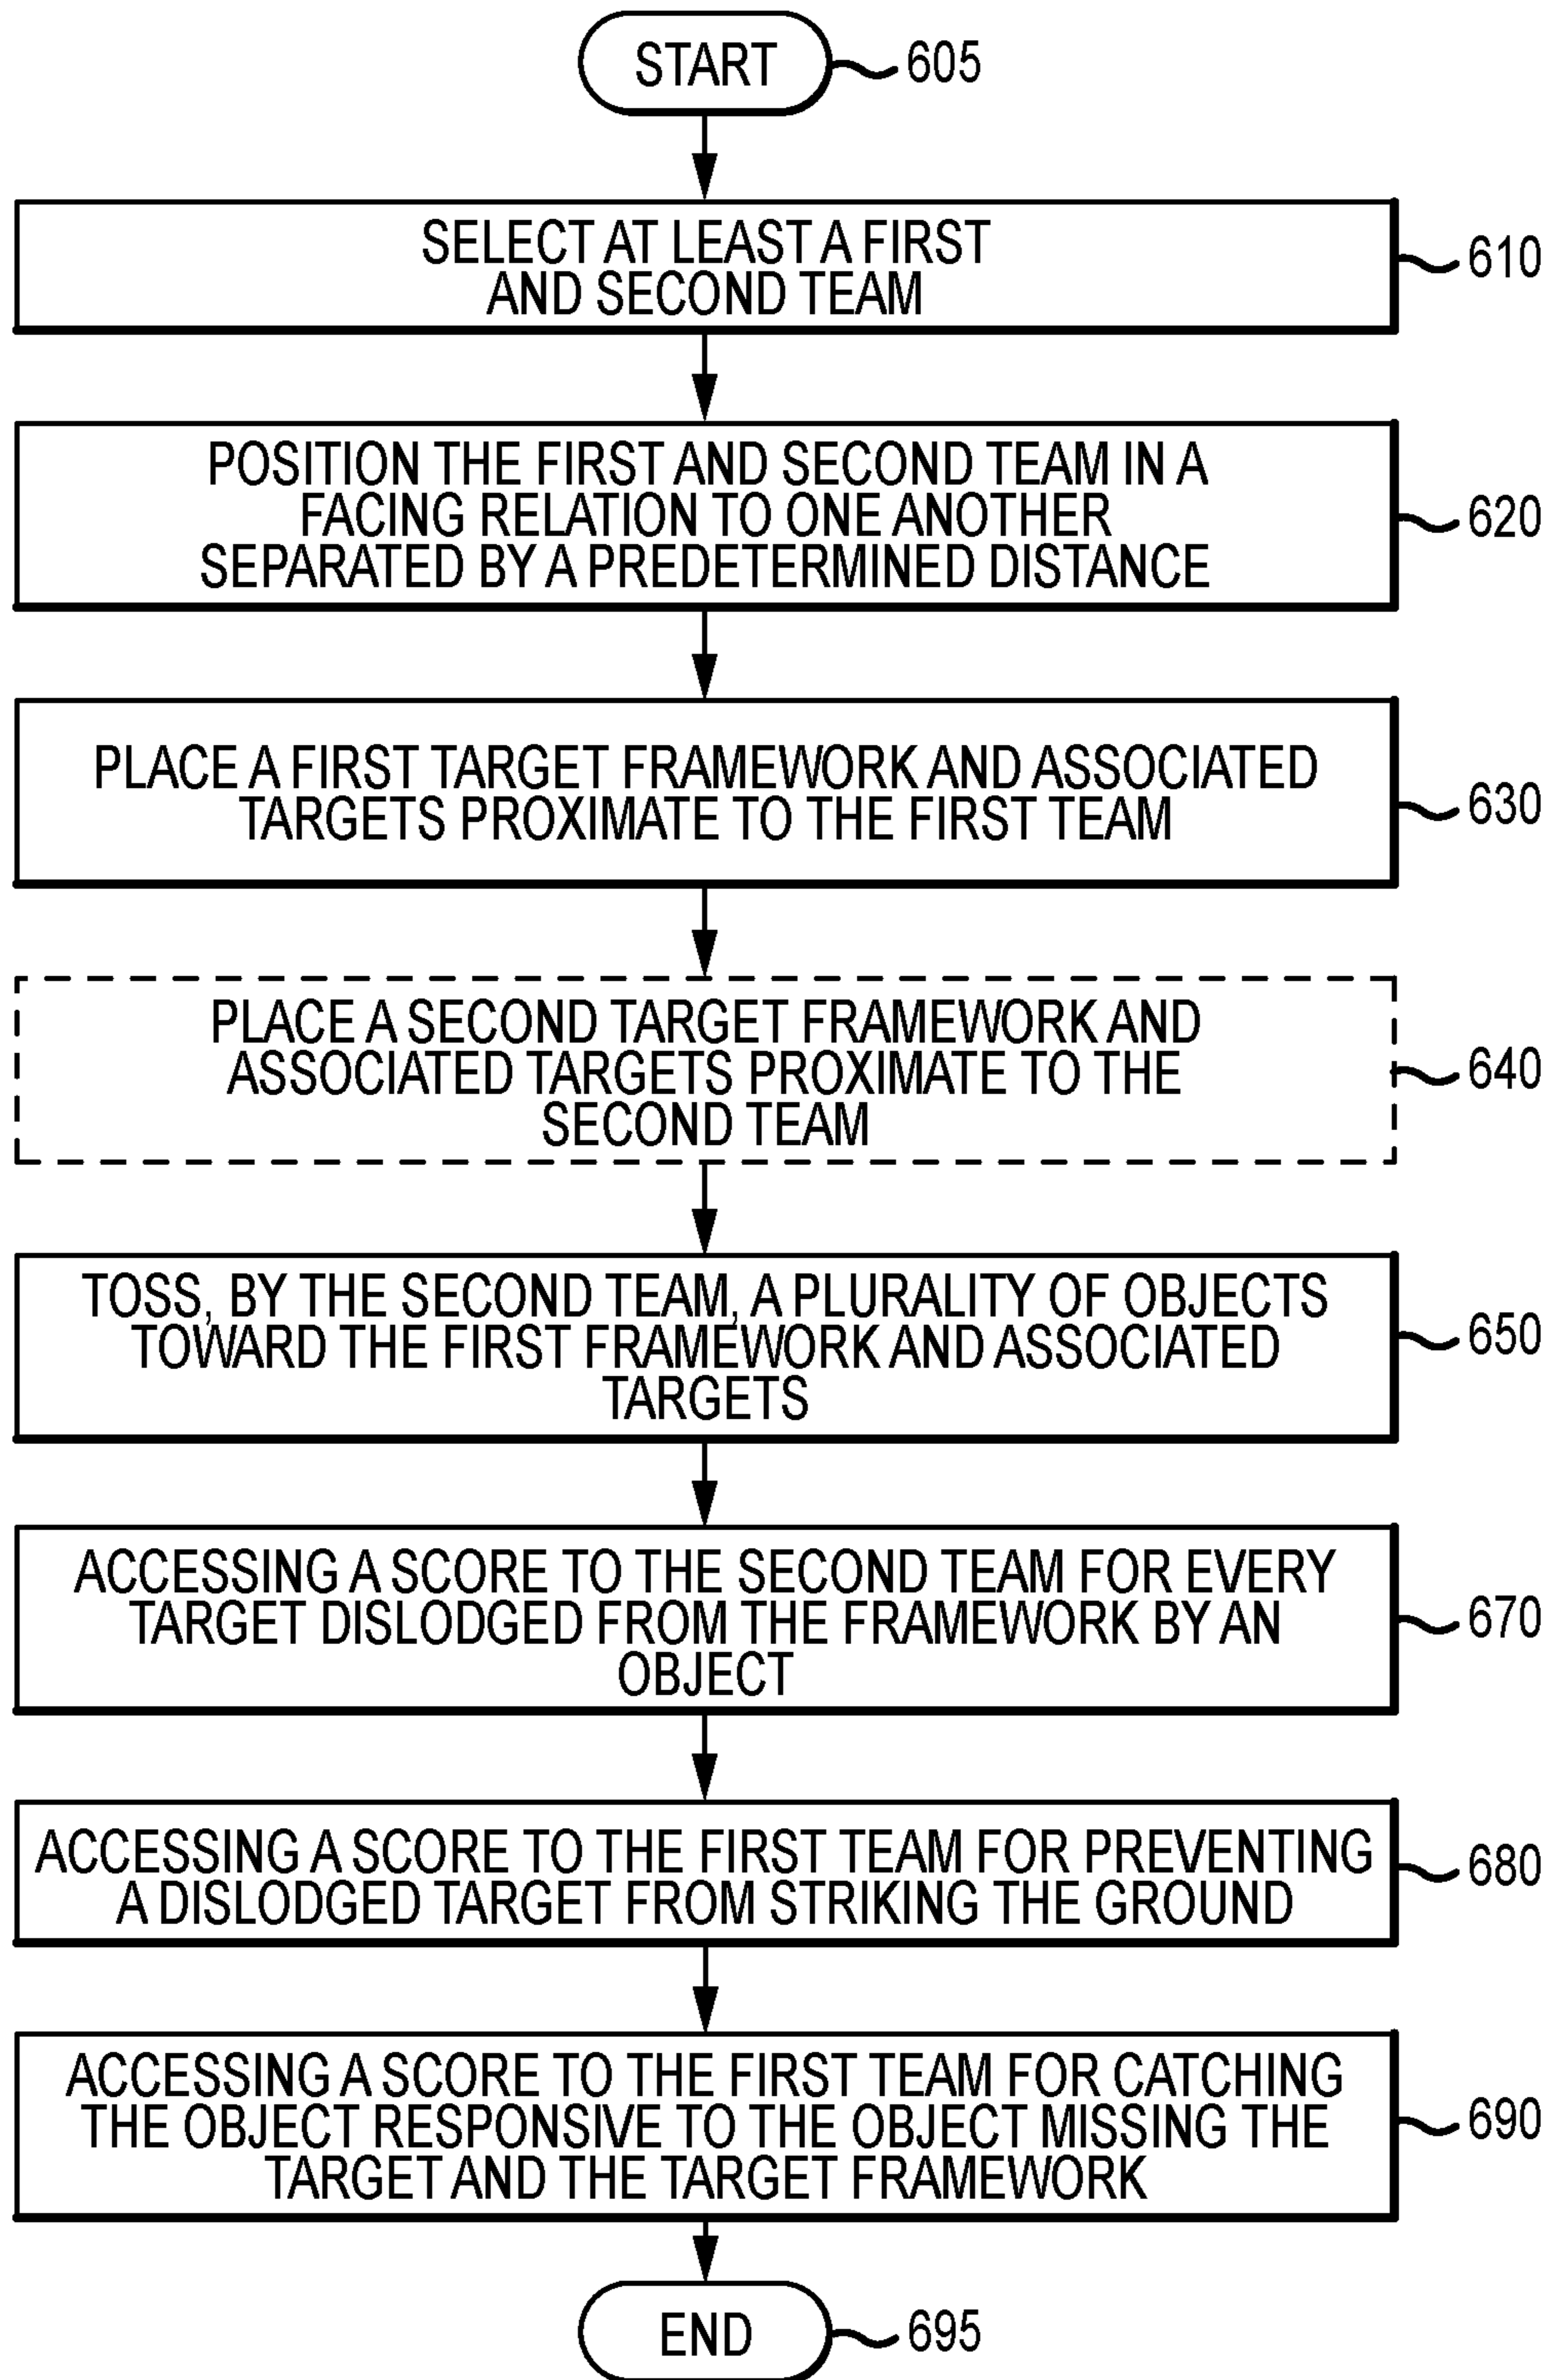 START
605
SELECT AT LEAST A FIRST
AND SECOND TEAM
610
POSITION THE FIRST AND SECOND TEAM IN A
FACING RELATION TO ONE ANOTHER
SEPARATED BY A PREDETERMINED DISTANCE
620
PLACE A FIRST TARGET FRAMEWORK AND ASSOCIATED
TARGETS PROXIMATE TO THE FIRST TEAM
630
PLACE A SECOND TARGET FRAMEWORK AND
ASSOCIATED TARGETS PROXIMATE TO THE
SECOND TEAM
640
TOSS, BY THE SECOND TEAM, A PLURALITY OF OBJECTS
TOWARD THE FIRST FRAMEWORK AND ASSOCIATED
TARGETS
650
ACCESSING A SCORE TO THE SECOND TEAM FOR EVERY
TARGET DISLODGED FROM THE FRAMEWORK BY AN
OBJECT
670
ACCESSING A SCORE TO THE FIRST TEAM FOR PREVENTING
A DISLODGED TARGET FROM STRIKING THE GROUND
680
ACCESSING A SCORE TO THE FIRST TEAM FOR CATCHING
THE OBJECT RESPONSIVE TO THE OBJECT MISSING THE
TARGET AND THE TARGET FRAMEWORK
690
END
695